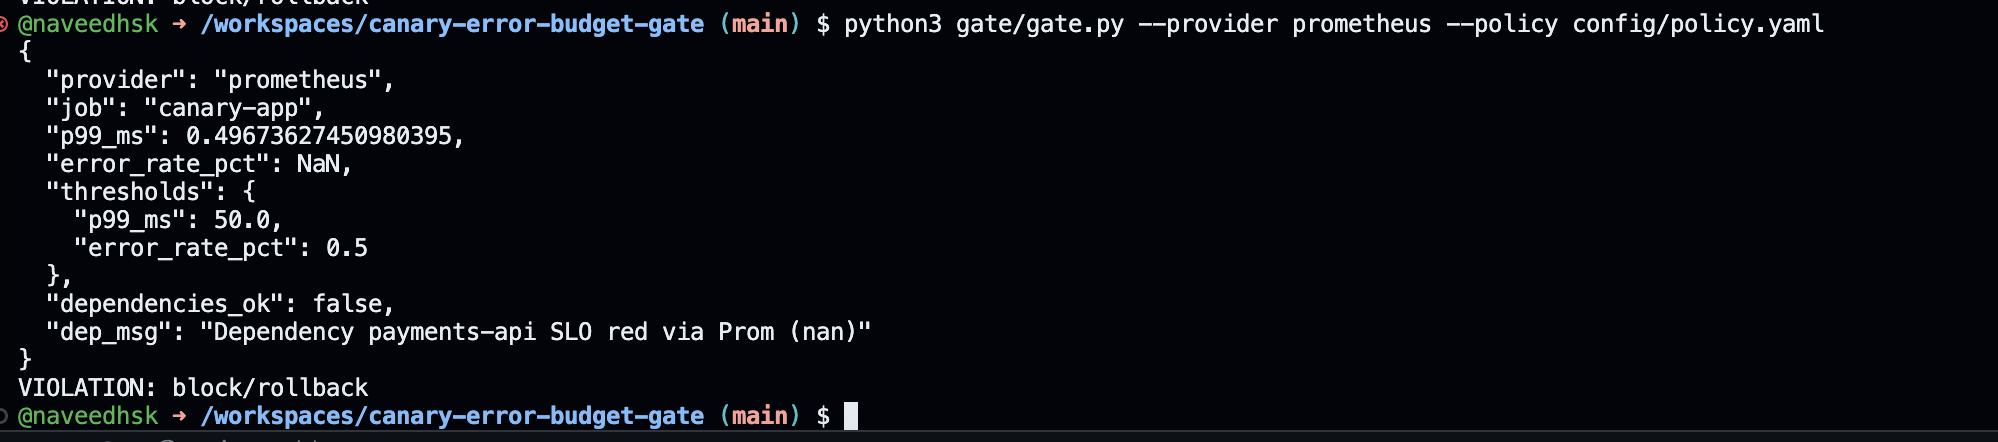 VIOLATION: block/rollback
@naveedhsk → /workspaces/canary-error-budget-gate (main) $ python3 gate/gate.py --provider prometheus --policy config/policy.yaml
{
  "provider": "prometheus",
  "job": "canary-app",
  "p99_ms": 0.49673627450980395,
  "error_rate_pct": NaN,
  "thresholds": {
    "p99_ms": 50.0,
    "error_rate_pct": 0.5
  },
  "dependencies_ok": false,
  "dep_msg": "Dependency payments-api SLO red via Prom (nan)"
}
VIOLATION: block/rollback
@naveedhsk → /workspaces/canary-error-budget-gate (main) $